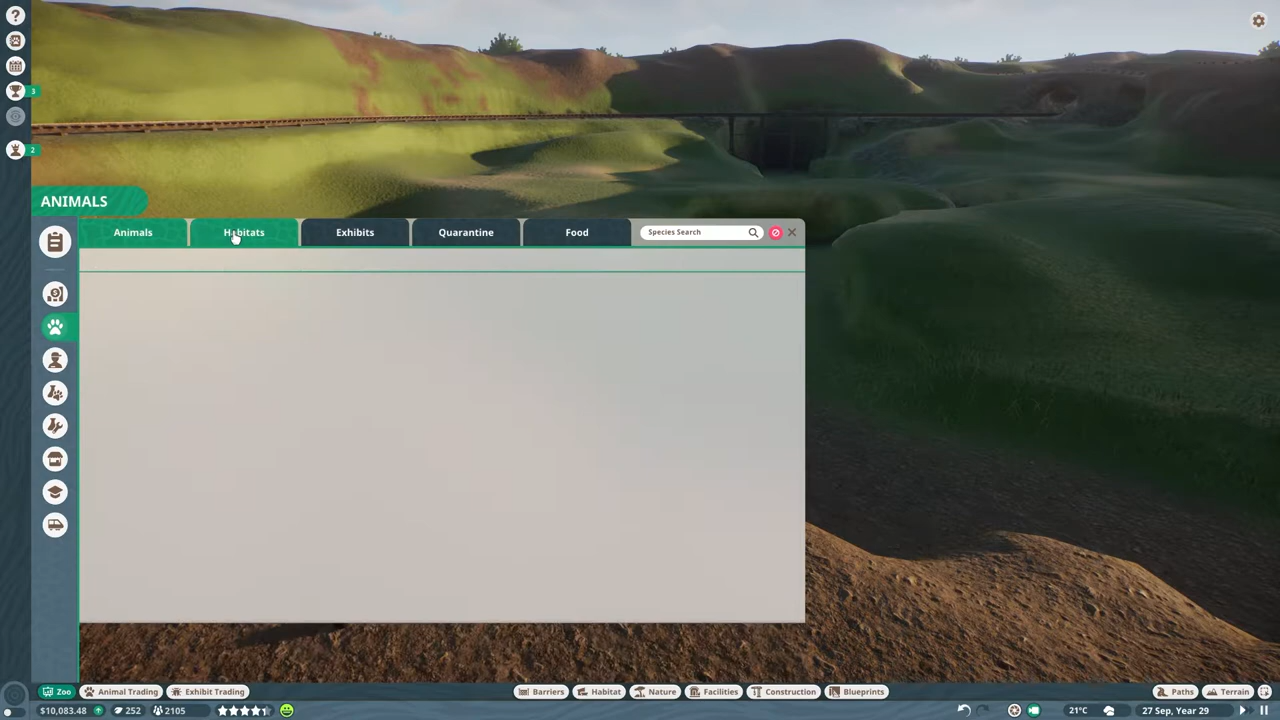 3
2
ANIMALS
Animals Habitats Exhibits Quarantine Food Species Search
Zoo Animal Trading Exhibit Trading Barriers Habitat Nature Facilities Construction Blueprints Paths Terrain
$10,083.48 252 2105 21°C 27 Sep, Year 29